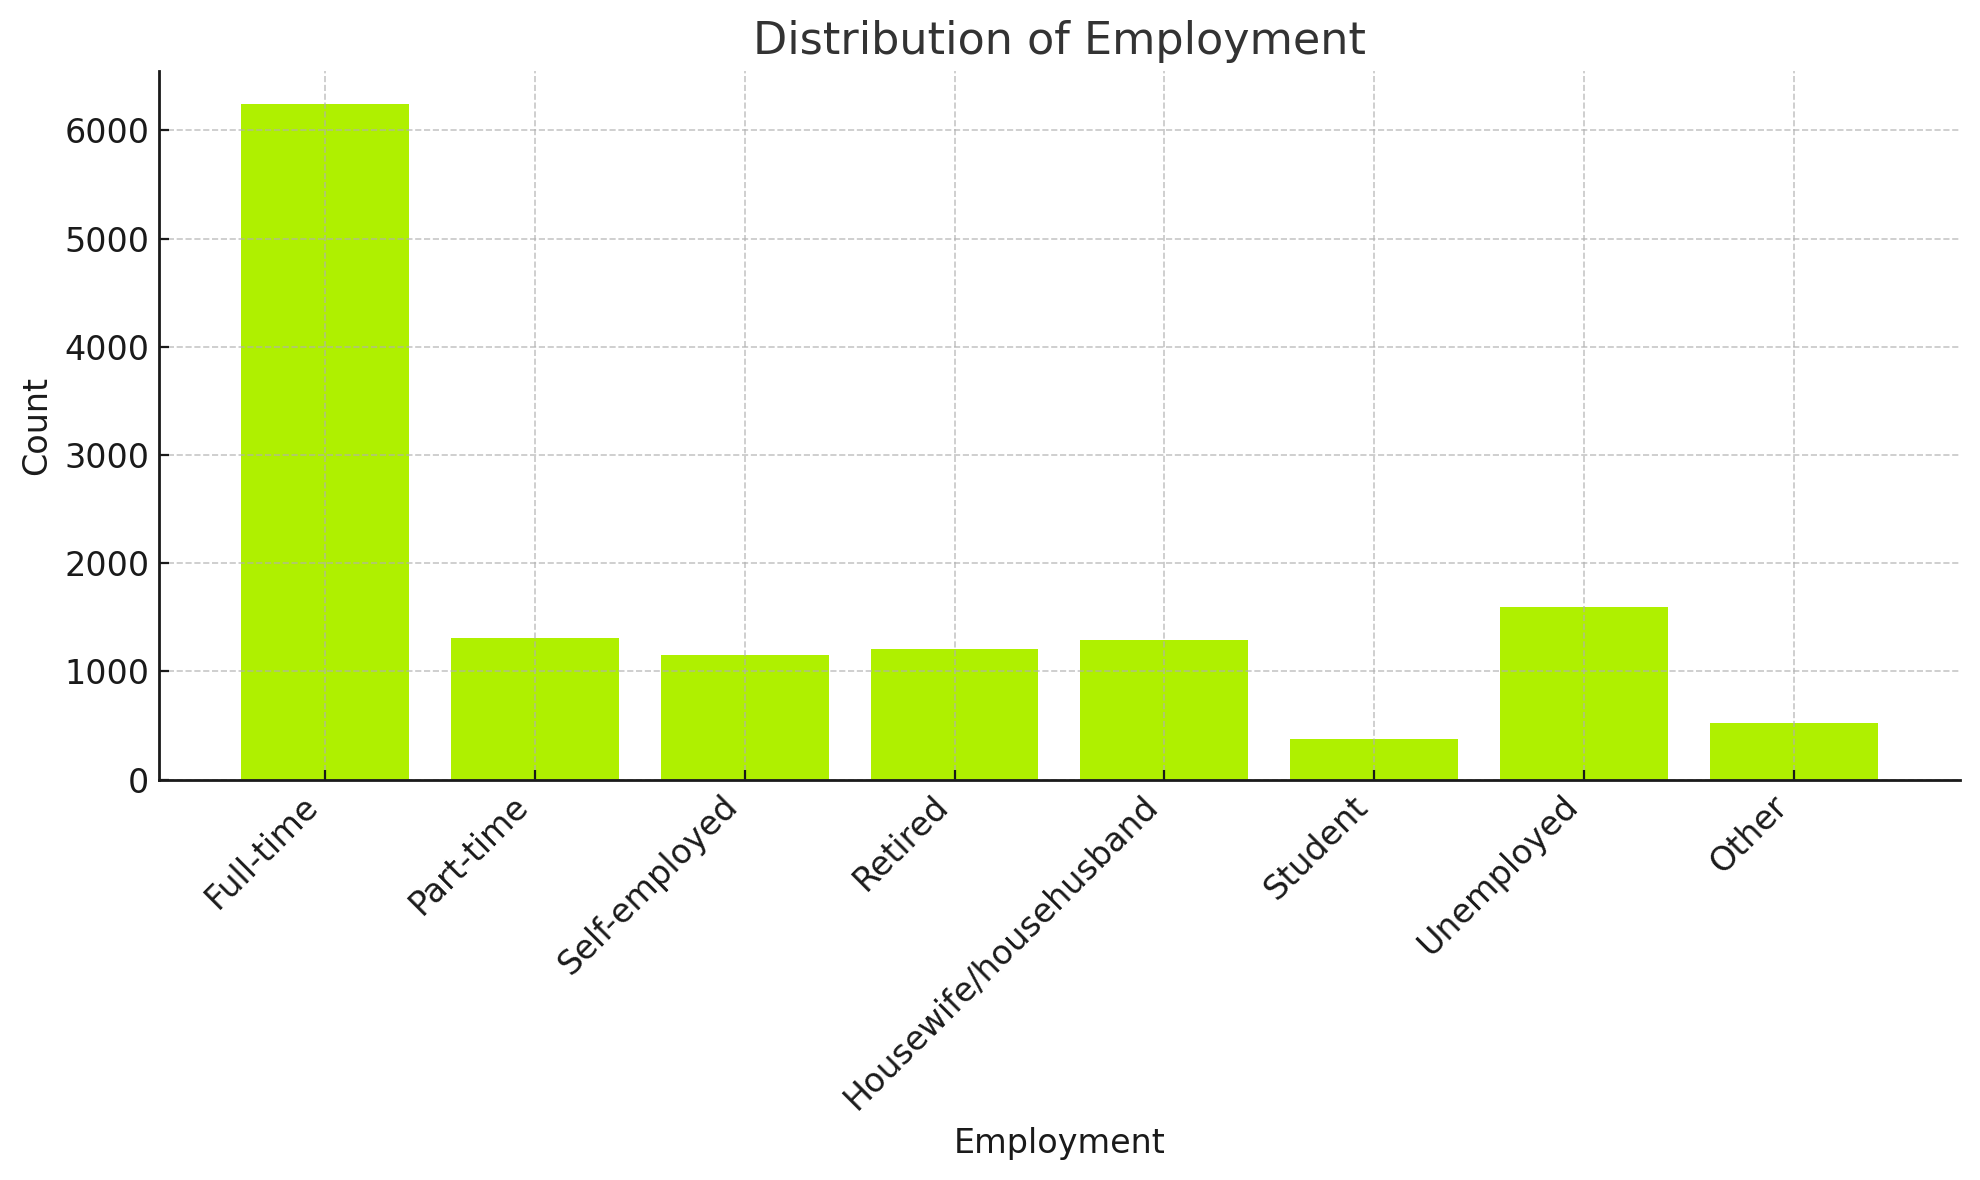 Distribution of Employment
Count
6000
5000
4000
3000
2000
1000
0
Full-time
Part-time
Self-employed
Retired
Housewife/househusband
Student
Unemployed
Other
Employment